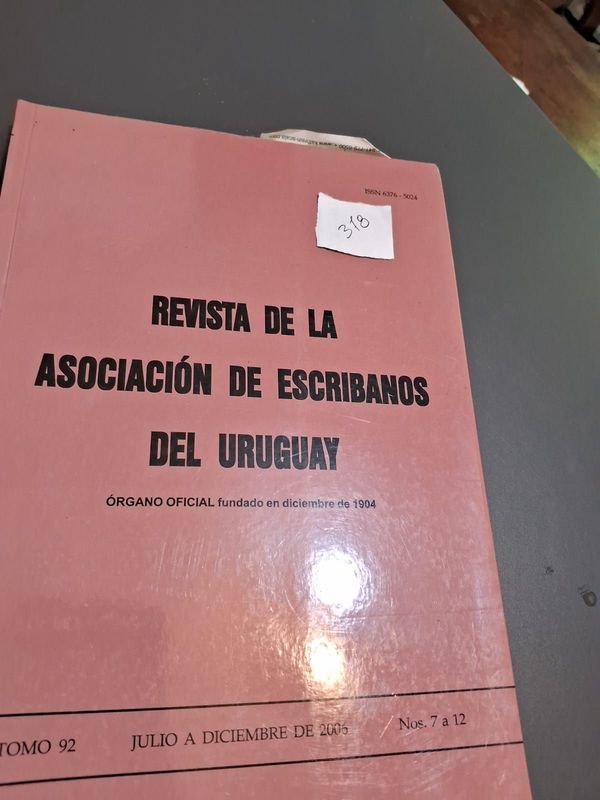 ISSN 6376 - 5024
318
REVISTA DE LA
ASOCIACIÓN DE ESCRIBANOS
DEL URUGUAY
ÓRGANO OFICIAL fundado en diciembre de 1904
TOMO 92 JULIO A DICIEMBRE DE 2006 Nos. 7 a 12